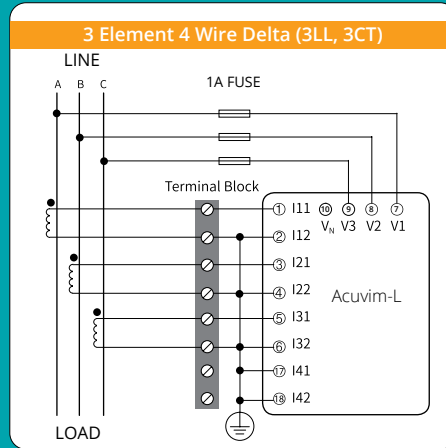 3 Element 4 Wire Delta (3LL, 3CT)
LINE
A B C
1A FUSE
Terminal Block
① I11 ⑩ ⑨ ⑧ ⑦
VN V3 V2 V1
② I12
③ I21
④ I22
Acuvim-L
⑤ I31
⑥ I32
⑰ I41
⑱ I42
LOAD